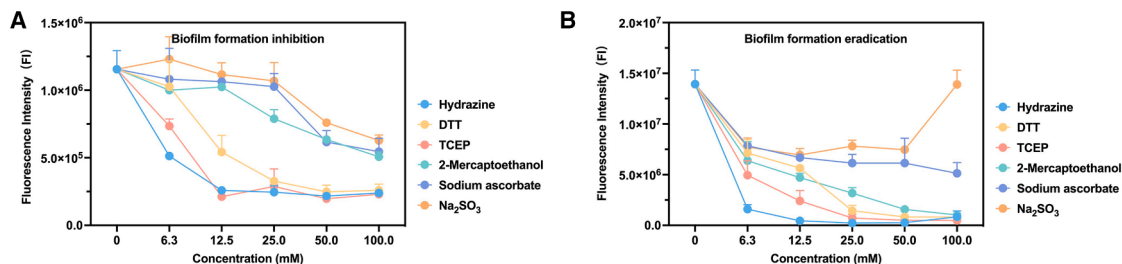 A
Biofilm formation inhibition
Fluorescence Intensity (FI)
1.5×10⁶
1.0×10⁶
5.0×10⁵
0.0
0 6.3 12.5 25.0 50.0 100.0
Concentration (mM)
Hydrazine
DTT
TCEP
2-Mercaptoethanol
Sodium ascorbate
Na₂SO₃
B
Biofilm formation eradication
Fluorescence Intensity (FI)
2.0×10⁷
1.5×10⁷
1.0×10⁷
5.0×10⁶
0.0
0 6.3 12.5 25.0 50.0 100.0
Concentration (mM)
Hydrazine
DTT
TCEP
2-Mercaptoethanol
Sodium ascorbate
Na₂SO₃